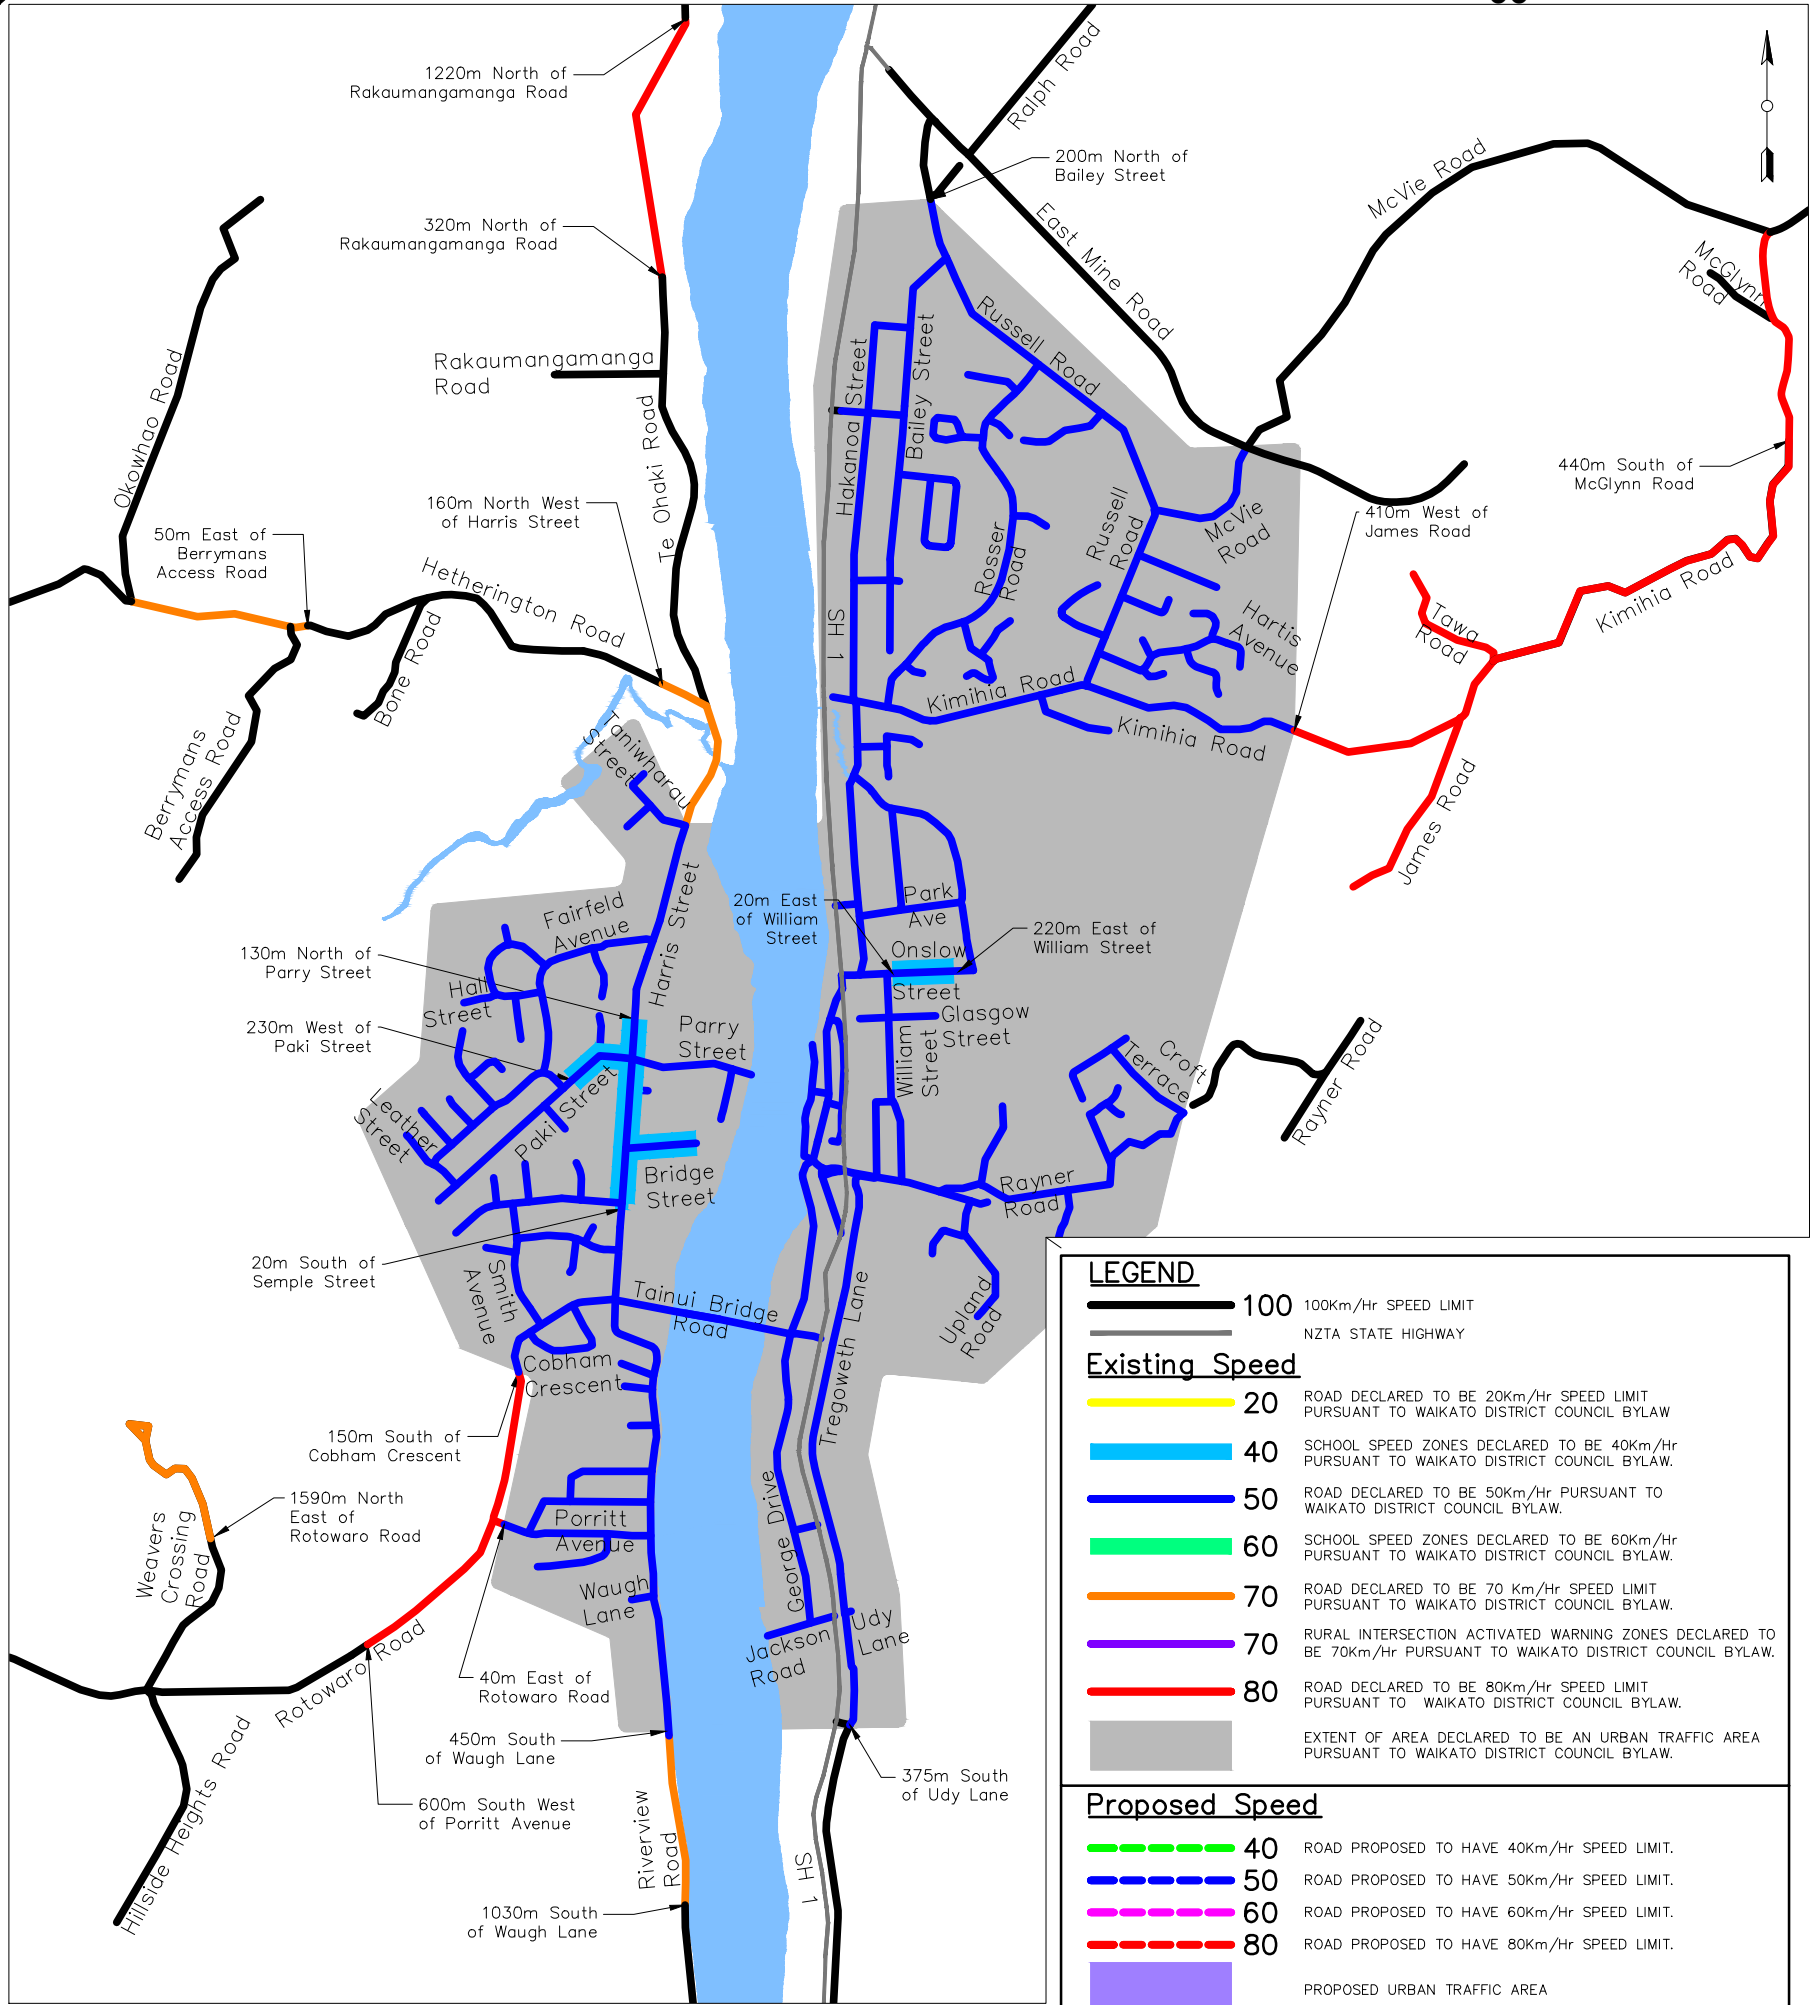 1220m North of
Rakaumangamanga Road
Ralph Road
200m North of
Bailey Street
McVie Road
320m North of
Rakaumangamanga Road
East Mine Road
McGlynn
Road
Russell Road
Rakaumangamanga
Road
Okowhao Road
Te Ohaki Road
Hakanoa Street
Bailey Street
440m South of
McGlynn Road
160m North West
of Harris Street
410m West of
James Road
50m East of
Berrymans
Access Road
Hetherington Road
Rosser
Road
Russell
Road
McVie
Road
Kimihia Road
Tawa
Road
Hartis
Avenue
SH 1
Bone Road
Kimihia Road
Kimihia Road
Taniwharau
Street
Berrymans
Access Road
James Road
Harris Street
Fairfeld
Avenue
Park
Ave
20m East
of William
Street
220m East of
William Street
Onslow
Street
130m North of
Parry Street
Hall
Street
Glasgow
Street
William
Street
230m West of
Paki Street
Parry
Street
Croft
Terrace
Rayner Road
Leather
Street
Paki Street
Bridge
Street
Rayner
Road
20m South of
Semple Street
Smith
Avenue
Tainui Bridge
Road
Tregoweth Lane
Upland
Road
Cobham
Crescent
150m South of
Cobham Crescent
1590m North
East of
Rotowaro Road
Weavers
Crossing
Road
Porritt
Avenue
George Drive
Waugh
Lane
Udy
Lane
Jackson
Road
Rotowaro Road
40m East of
Rotowaro Road
450m South
of Waugh Lane
375m South
of Udy Lane
600m South West
of Porritt Avenue
Hillside Heights Road
Riverview
Road
SH 1
1030m South
of Waugh Lane
LEGEND
100 100Km/Hr SPEED LIMIT
NZTA STATE HIGHWAY
Existing Speed
20 ROAD DECLARED TO BE 20Km/Hr SPEED LIMIT
PURSUANT TO WAIKATO DISTRICT COUNCIL BYLAW
40 SCHOOL SPEED ZONES DECLARED TO BE 40Km/Hr
PURSUANT TO WAIKATO DISTRICT COUNCIL BYLAW.
50 ROAD DECLARED TO BE 50Km/Hr PURSUANT TO
WAIKATO DISTRICT COUNCIL BYLAW.
60 SCHOOL SPEED ZONES DECLARED TO BE 60Km/Hr
PURSUANT TO WAIKATO DISTRICT COUNCIL BYLAW.
70 ROAD DECLARED TO BE 70 Km/Hr SPEED LIMIT
PURSUANT TO WAIKATO DISTRICT COUNCIL BYLAW.
70 RURAL INTERSECTION ACTIVATED WARNING ZONES DECLARED TO
BE 70Km/Hr PURSUANT TO WAIKATO DISTRICT COUNCIL BYLAW.
80 ROAD DECLARED TO BE 80Km/Hr SPEED LIMIT
PURSUANT TO WAIKATO DISTRICT COUNCIL BYLAW.
EXTENT OF AREA DECLARED TO BE AN URBAN TRAFFIC AREA
PURSUANT TO WAIKATO DISTRICT COUNCIL BYLAW.
Proposed Speed
40 ROAD PROPOSED TO HAVE 40Km/Hr SPEED LIMIT.
50 ROAD PROPOSED TO HAVE 50Km/Hr SPEED LIMIT.
60 ROAD PROPOSED TO HAVE 60Km/Hr SPEED LIMIT.
80 ROAD PROPOSED TO HAVE 80Km/Hr SPEED LIMIT.
PROPOSED URBAN TRAFFIC AREA